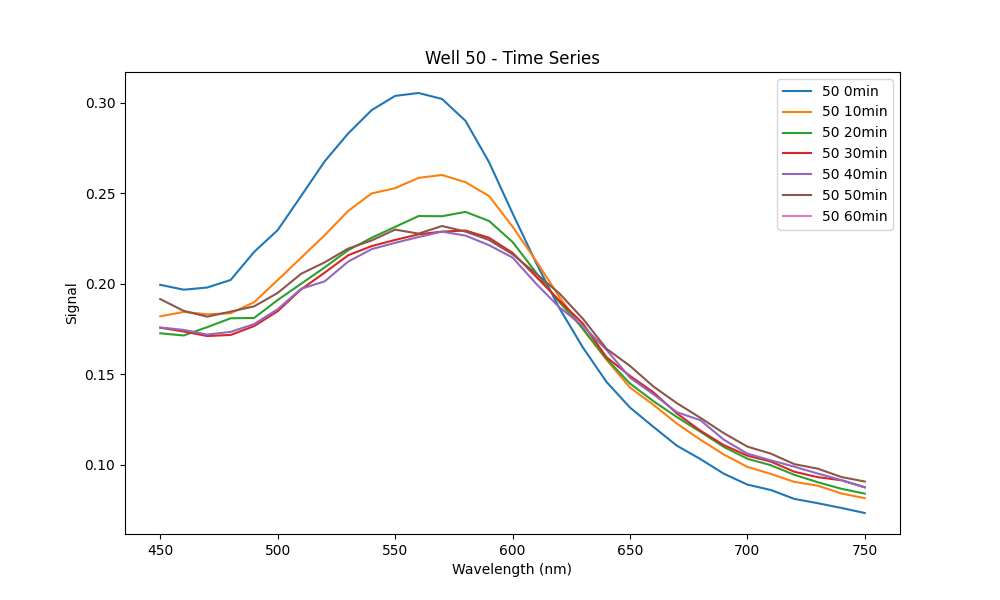 Well 50 - Time Series
50 0min
50 10min
50 20min
50 30min
50 40min
50 50min
50 60min
Signal
0.30
0.25
0.20
0.15
0.10
450 500 550 600 650 700 750
Wavelength (nm)